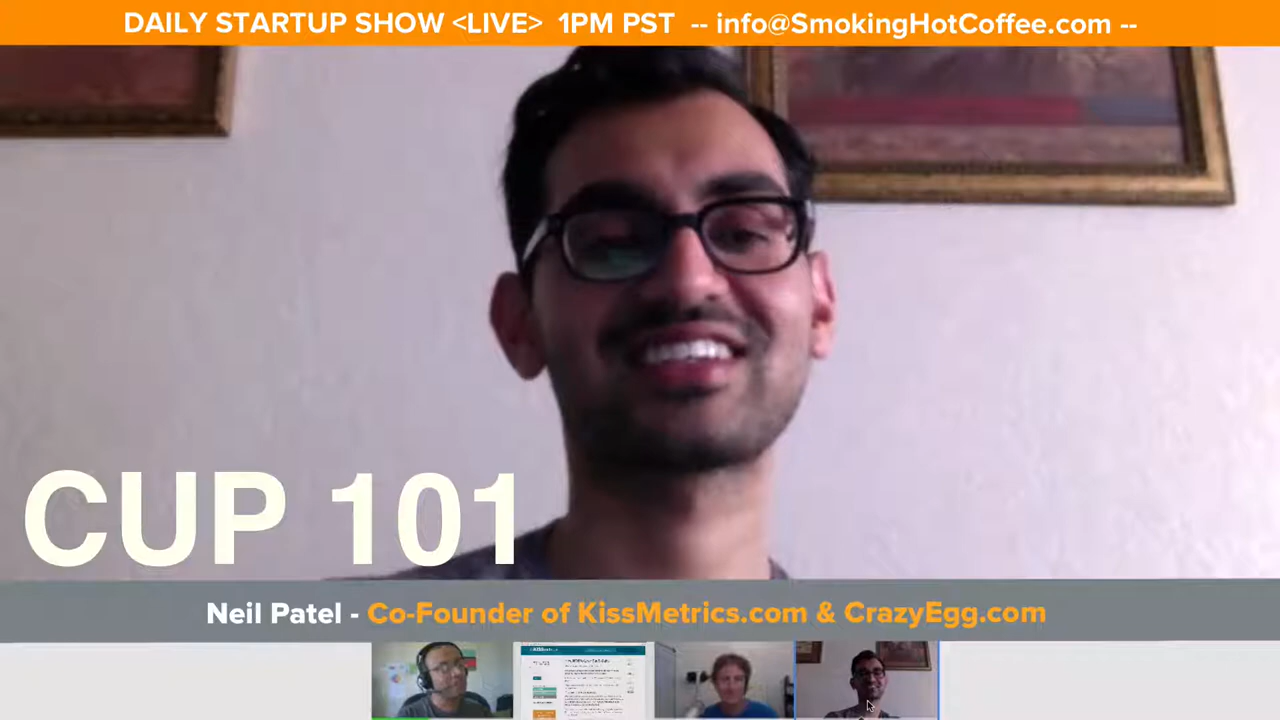 DAILY STARTUP SHOW <LIVE> 1PM PST -- info@SmokingHotCoffee.com --
CUP 101
Neil Patel - Co-Founder of KissMetrics.com & CrazyEgg.com